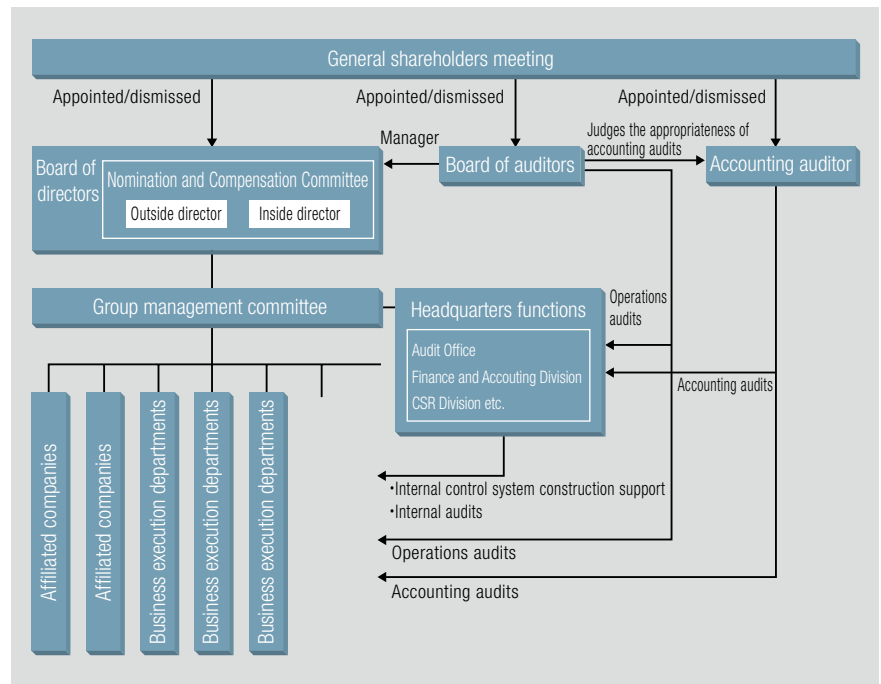 General shareholders meeting
Appointed/dismissed
Appointed/dismissed
Appointed/dismissed
Manager
Judges the appropriateness of
accounting audits
Board of
directors
Nomination and Compensation Committee
Outside director
Inside director
Board of auditors
Accounting auditor
Group management committee
Headquarters functions
Audit Office
Finance and Accouting Division
CSR Division etc.
Operations
audits
Accounting audits
・Internal control system construction support
・Internal audits
Operations audits
Accounting audits
Affiliated companies
Affiliated companies
Business execution departments
Business execution departments
Business execution departments